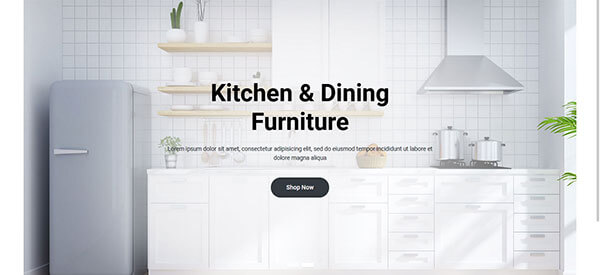 Kitchen & Dining
Furniture
Lorem ipsum dolor sit amet, consectetur adipisicing elit, sed do eiusmod tempor incididunt ut labore et
dolore magna aliqua
Shop Now